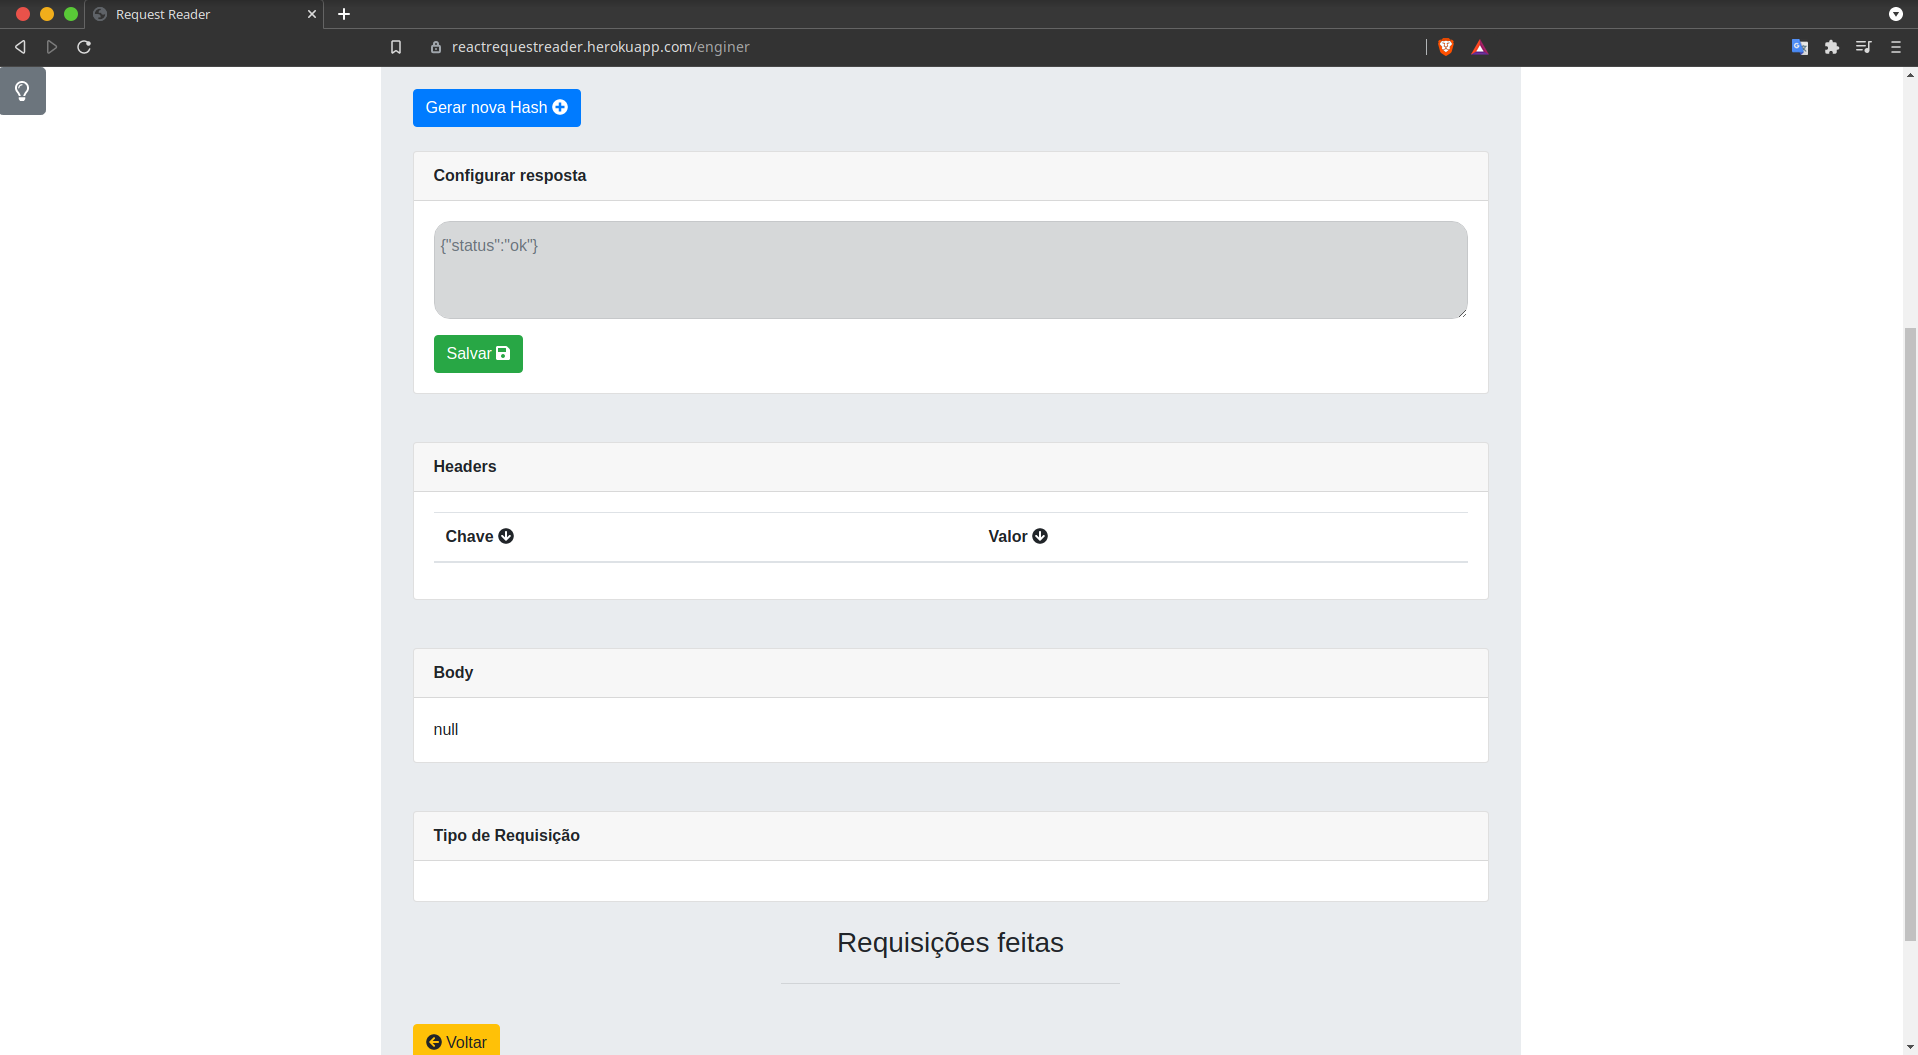 Request Reader
reactrequestreader.herokuapp.com/enginer
Gerar nova Hash
Configurar resposta
{"status":"ok"}
Salvar
Headers
Chave Valor
Body
null
Tipo de Requisição
Requisições feitas
Voltar